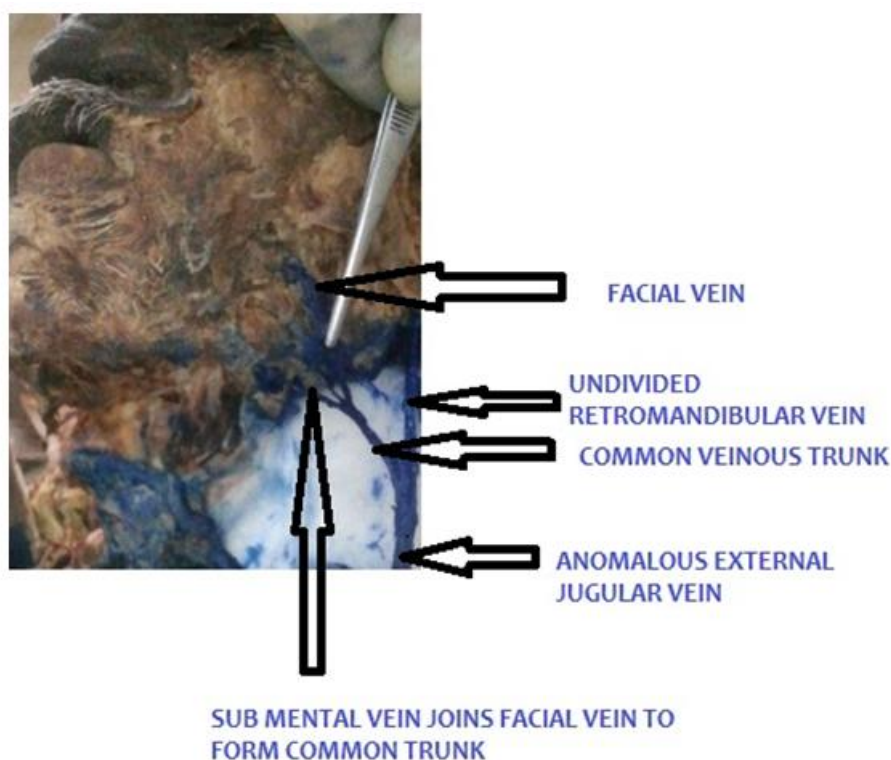 FACIAL VEIN
UNDIVIDED
RETROMANDIBULAR VEIN
COMMON VEINOUS TRUNK
ANOMALOUS EXTERNAL
JUGULAR VEIN
SUB MENTAL VEIN JOINS FACIAL VEIN TO
FORM COMMON TRUNK